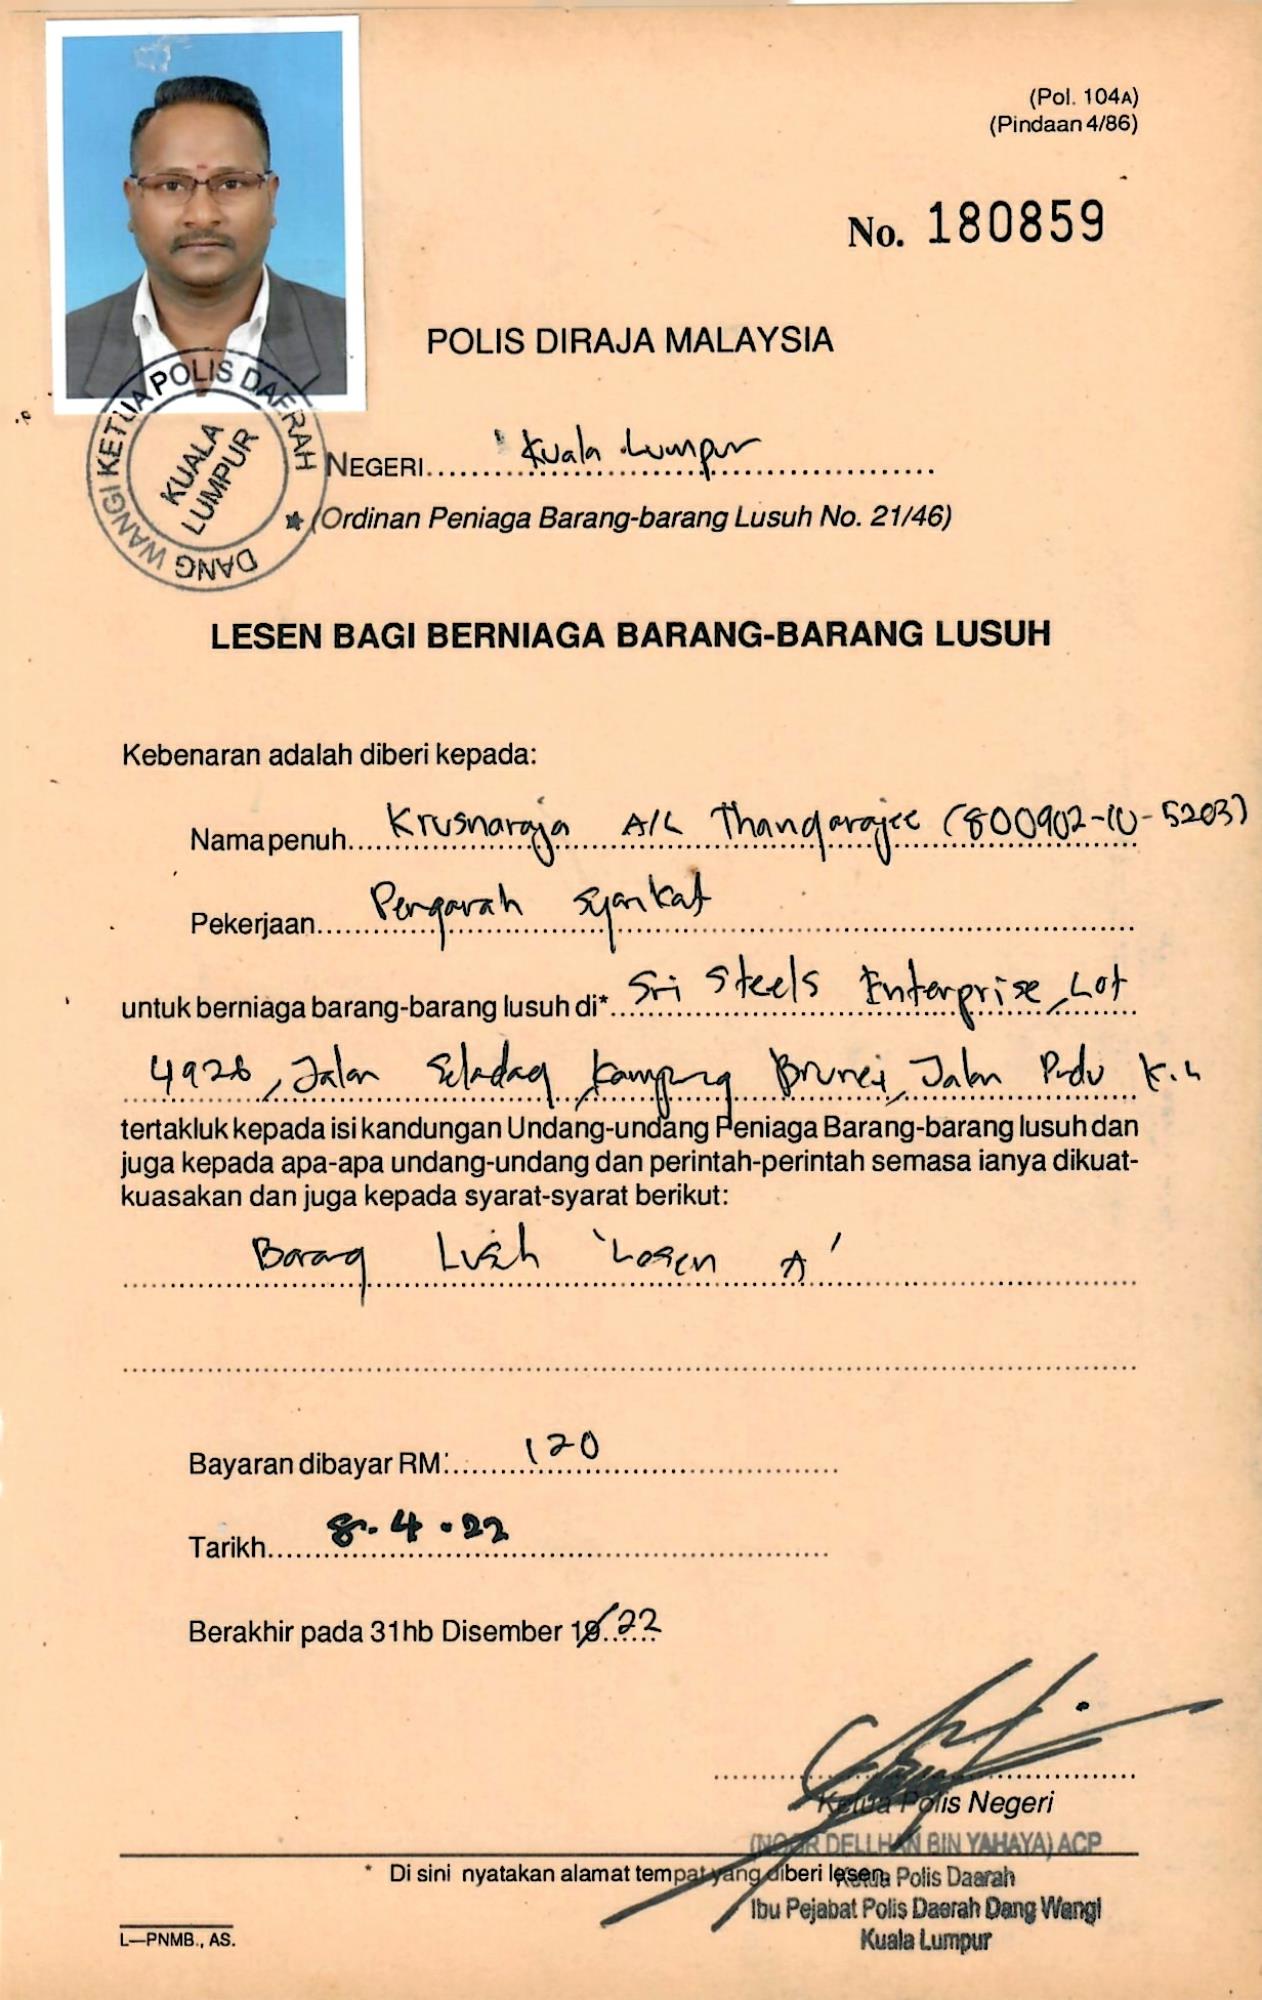 (Pol. 104A)
(Pindaan 4/86)
No. 180859
POLIS DIRAJA MALAYSIA
KETUA POLIS DAERAH
DANG WANGI
KUALA
LUMPUR
NEGERI Kuala Lumpur
(Ordinan Peniaga Barang-barang Lusuh No. 21/46)
LESEN BAGI BERNIAGA BARANG-BARANG LUSUH
Kebenaran adalah diberi kepada:
Nama penuh Krusnaraja A/L Thangarajee (800902-10-5203)
Pekerjaan Pengarah Syarikat
untuk berniaga barang-barang lusuh di* Sri Steels Enterprise, Lot
4926, Jalan Seladang, Kampung Brunei, Jalan Pudu K.L
tertakluk kepada isi kandungan Undang-undang Peniaga Barang-barang lusuh dan
juga kepada apa-apa undang-undang dan perintah-perintah semasa ianya dikuat-
kuasakan dan juga kepada syarat-syarat berikut:
Barang Lusuh 'Lesen A'
Bayaran dibayar RM: 120
Tarikh 8.4.22
Berakhir pada 31hb Disember 19 22
Ketua Polis Negeri
(NOOR DELLHAN BIN YAHAYA) ACP
* Di sini nyatakan alamat tempat yang diberi lesen.
Ketua Polis Daerah
Ibu Pejabat Polis Daerah Dang Wangi
Kuala Lumpur
L—PNMB., AS.